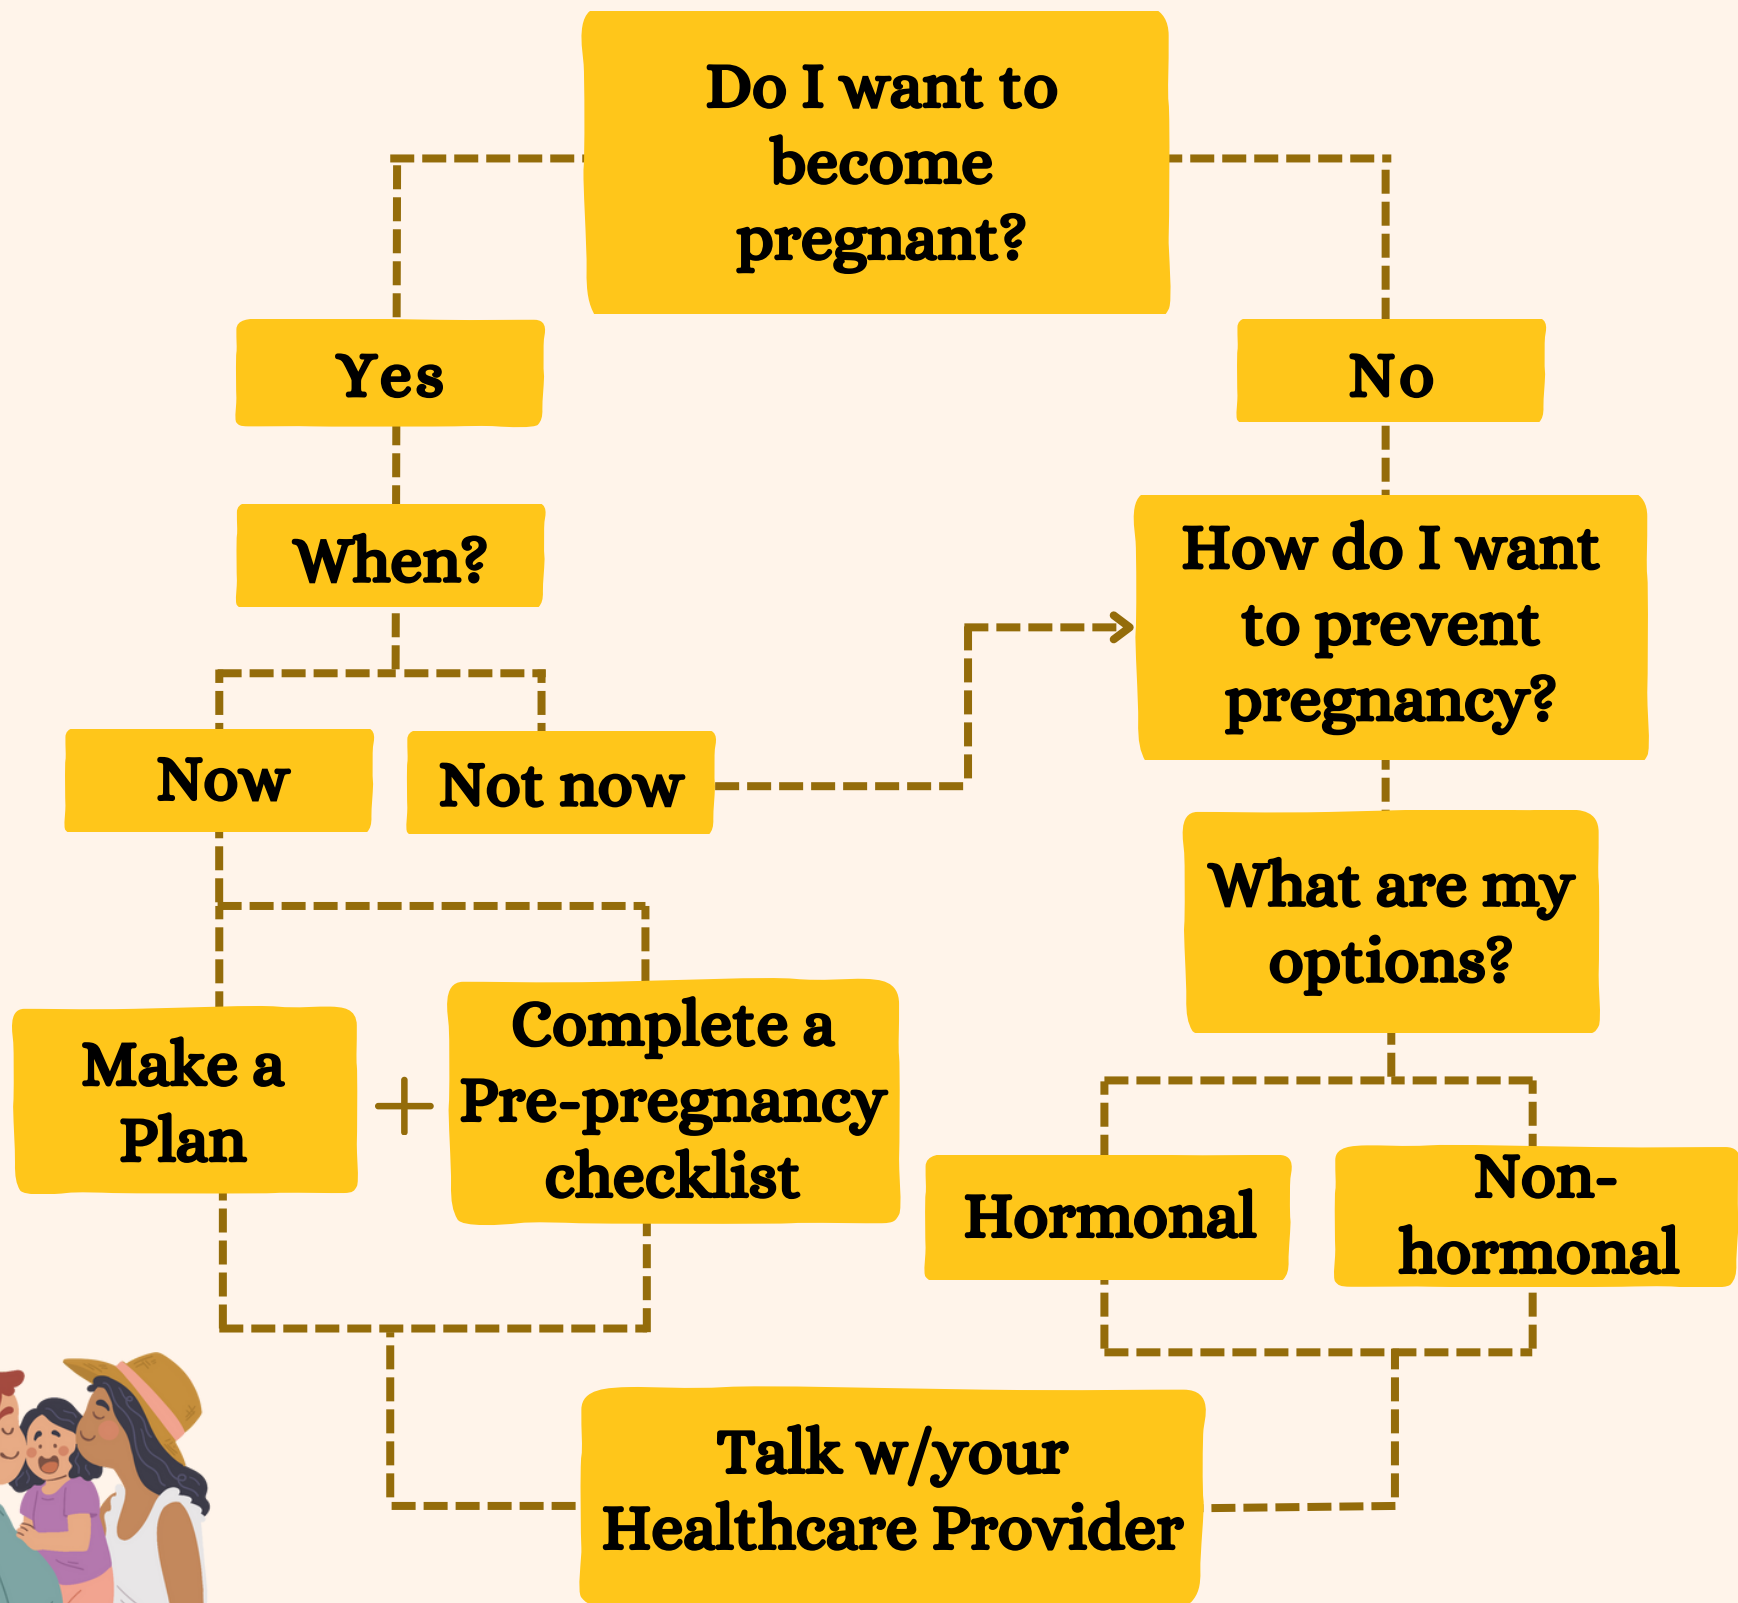 Do I want to
become
pregnant?
Yes
No
When?
How do I want
to prevent
pregnancy?
Now
Not now
What are my
options?
Make a
Plan
+
Complete a
Pre-pregnancy
checklist
Hormonal
Non-
hormonal
Talk w/your
Healthcare Provider